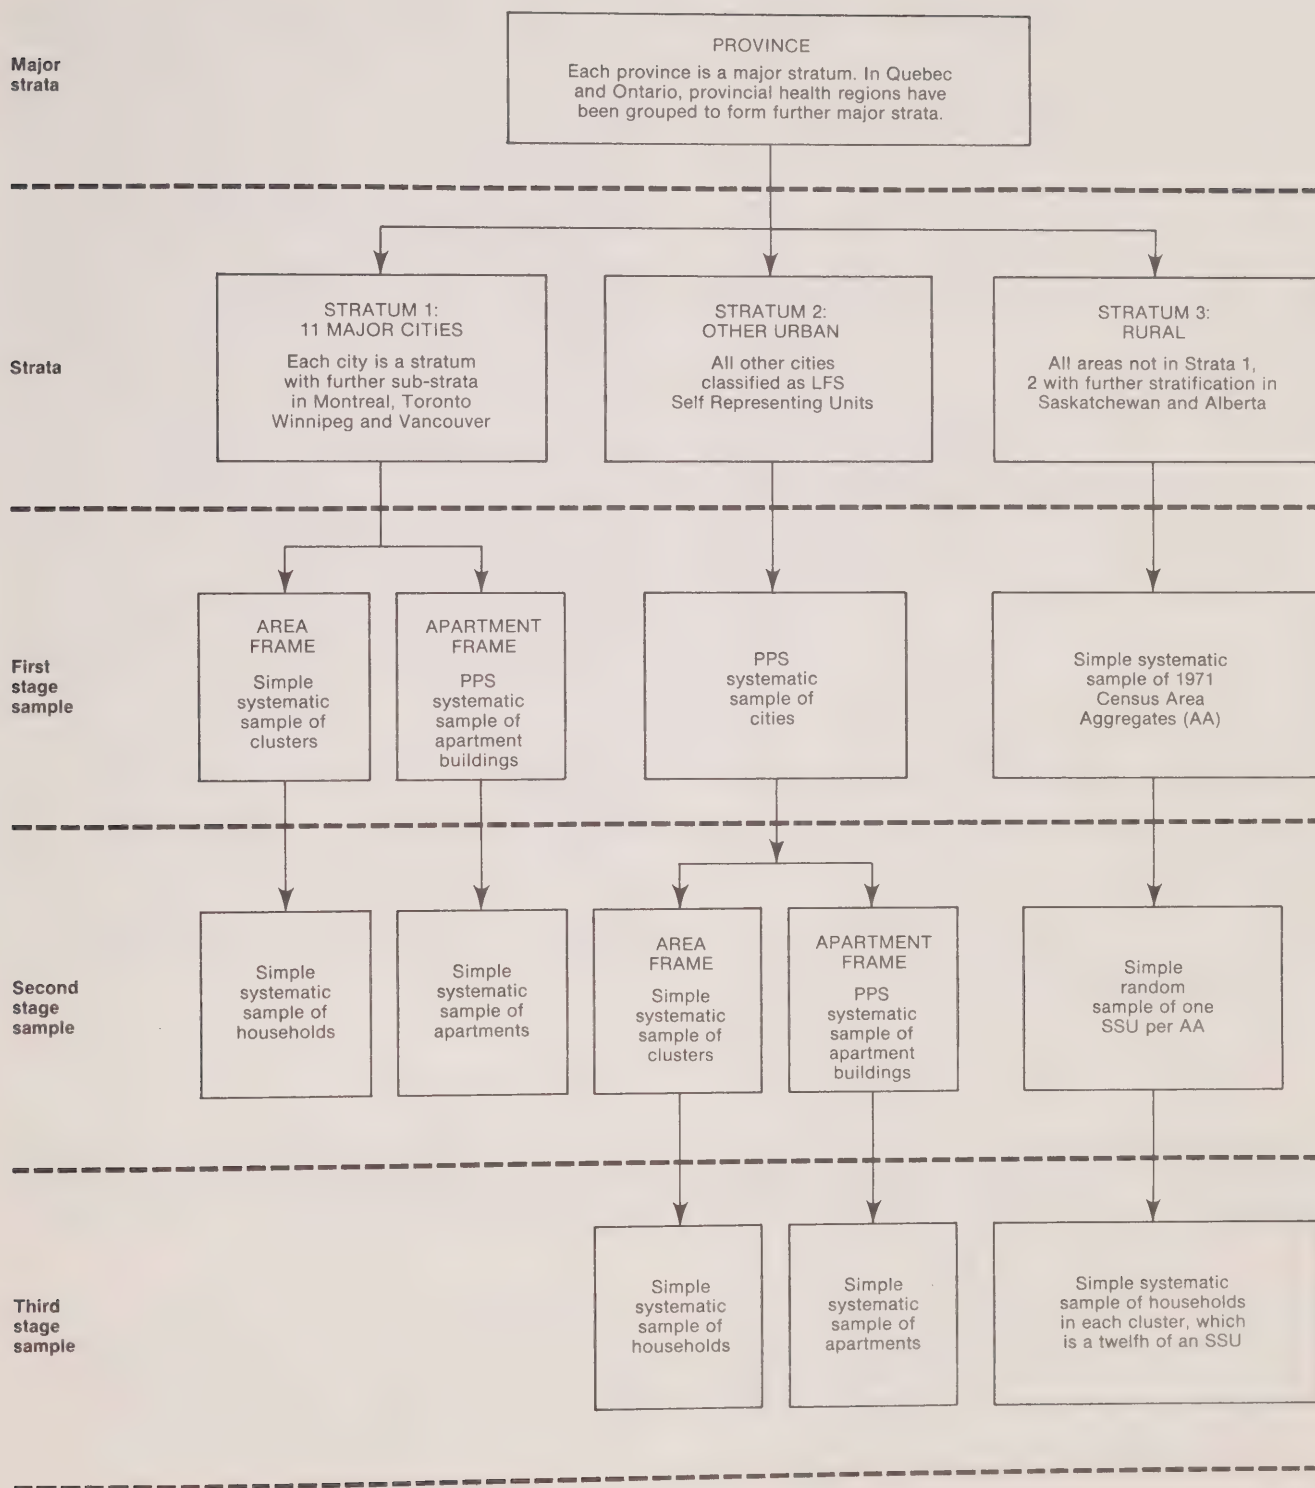 Major
strata
PROVINCE
Each province is a major stratum. In Quebec
and Ontario, provincial health regions have
been grouped to form further major strata.
Strata
STRATUM 1:
11 MAJOR CITIES
Each city is a stratum
with further sub-strata
in Montreal, Toronto
Winnipeg and Vancouver
STRATUM 2:
OTHER URBAN
All other cities
classified as LFS
Self Representing Units
STRATUM 3:
RURAL
All areas not in Strata 1,
2 with further stratification in
Saskatchewan and Alberta
First
stage
sample
AREA
FRAME
Simple
systematic
sample of
clusters
APARTMENT
FRAME
PPS
systematic
sample of
apartment
buildings
PPS
systematic
sample of
cities
Simple systematic
sample of 1971
Census Area
Aggregates (AA)
Second
stage
sample
Simple
systematic
sample of
households
Simple
systematic
sample of
apartments
AREA
FRAME
Simple
systematic
sample of
clusters
APARTMENT
FRAME
PPS
systematic
sample of
apartment
buildings
Simple
random
sample of one
SSU per AA
Third
stage
sample
Simple
systematic
sample of
households
Simple
systematic
sample of
apartments
Simple systematic
sample of households
in each cluster, which
is a twelfh of an SSU